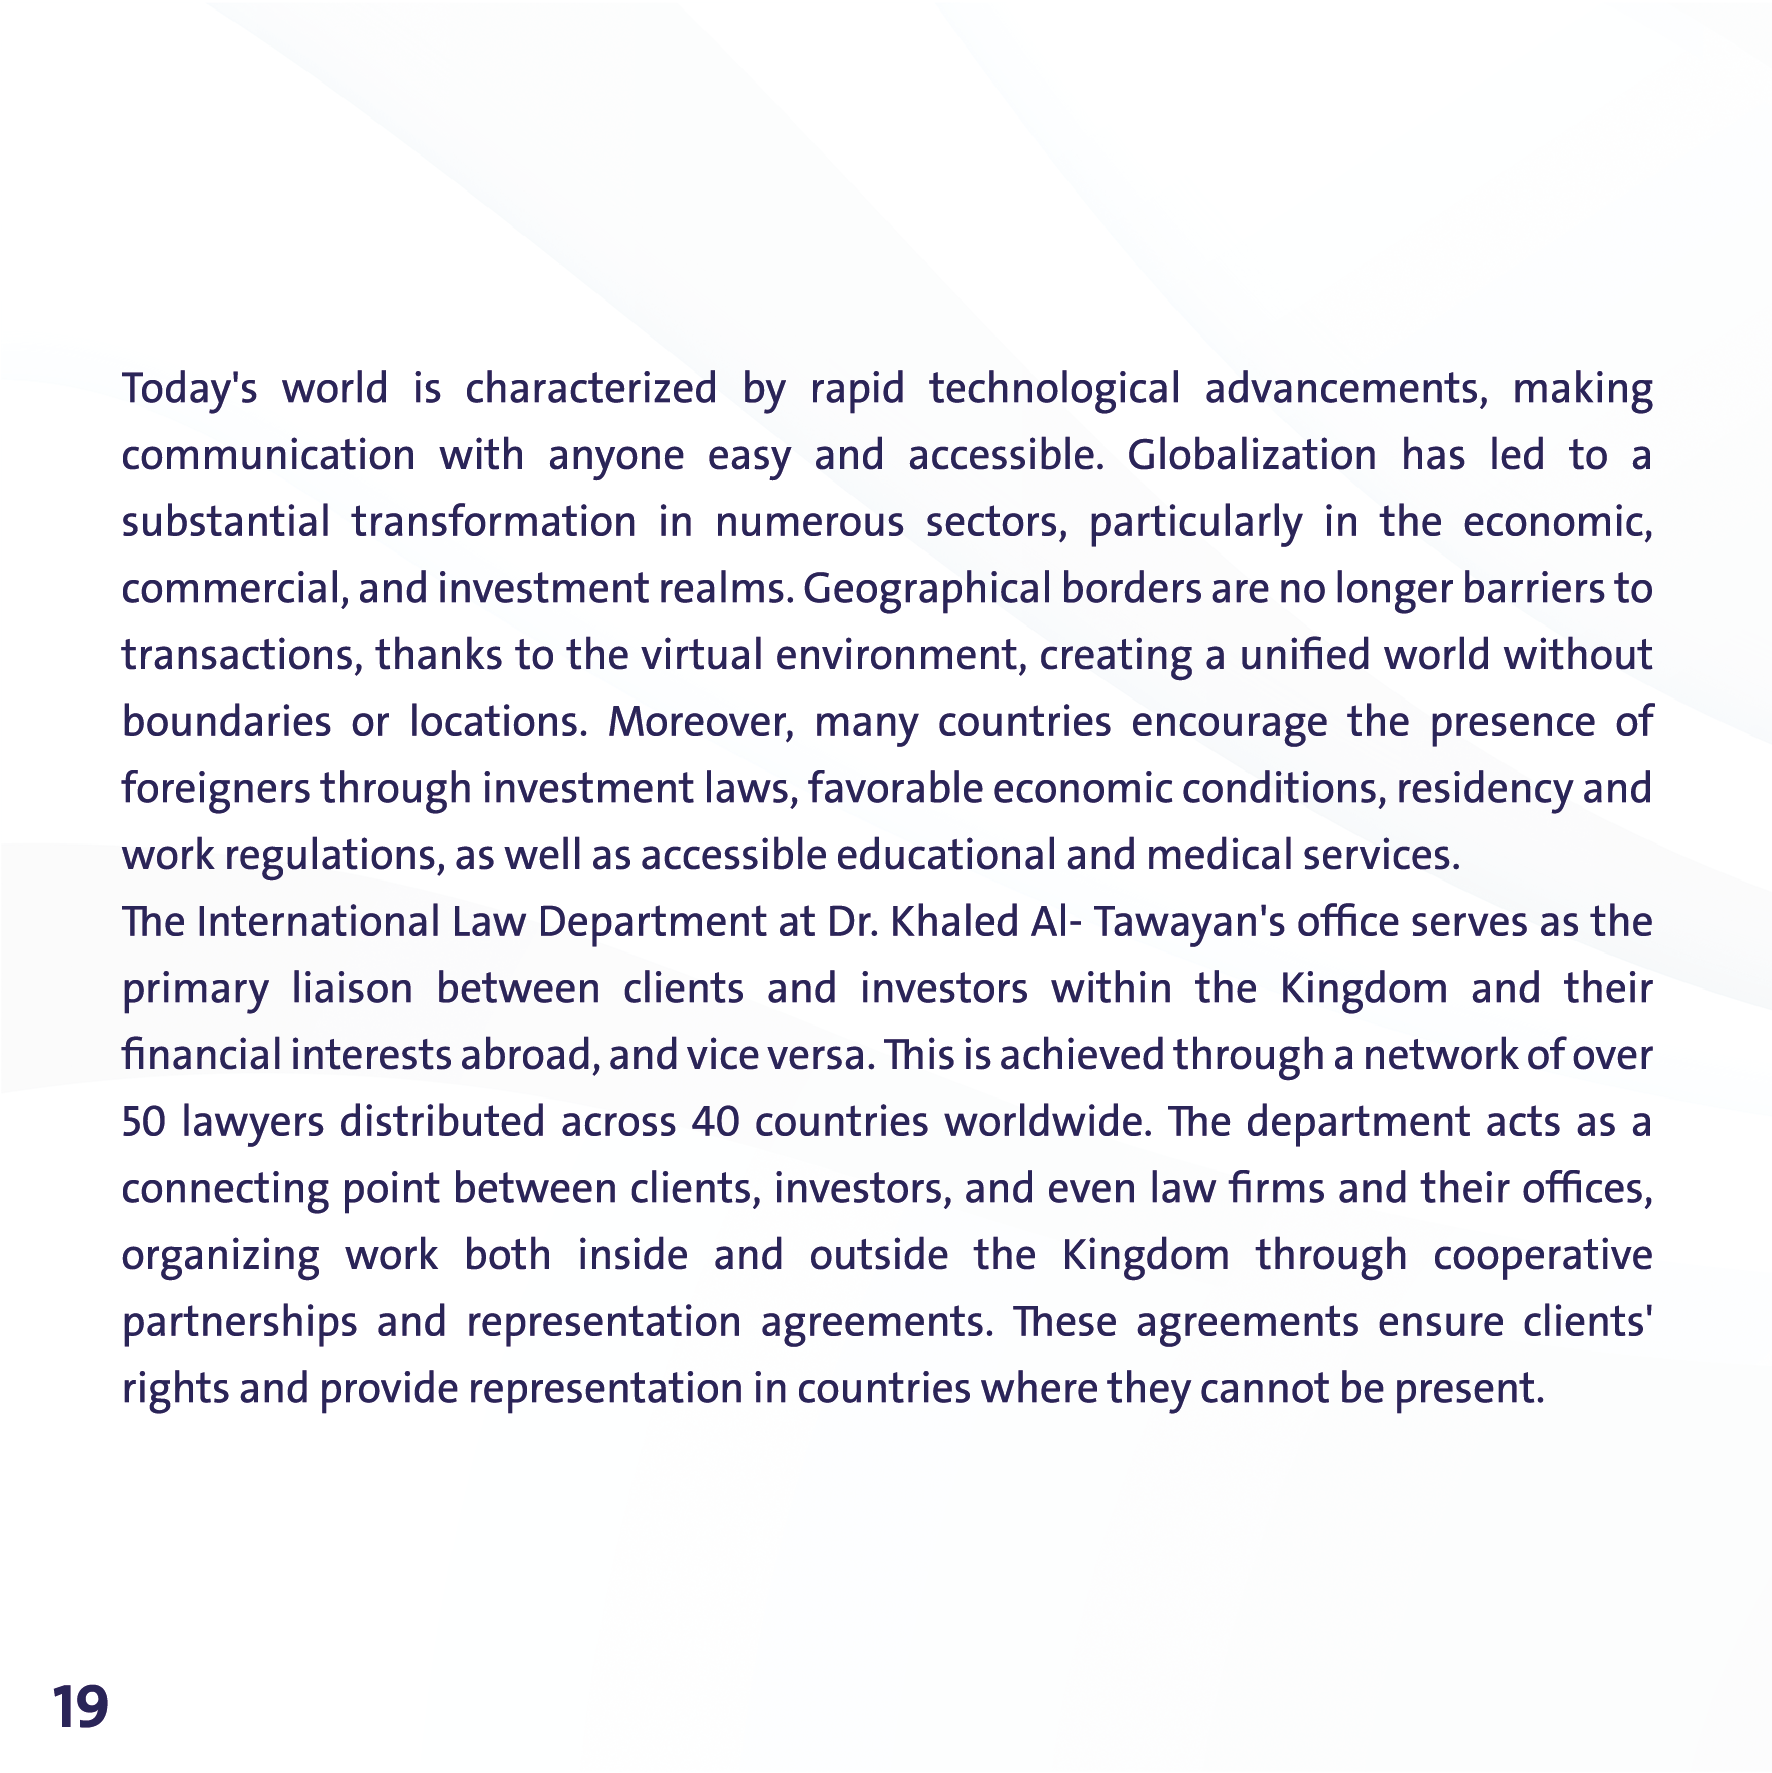 Today's world is characterized by rapid technological advancements, making
communication with anyone easy and accessible. Globalization has led to a
substantial transformation in numerous sectors, particularly in the economic,
commercial, and investment realms. Geographical borders are no longer barriers to
transactions, thanks to the virtual environment, creating a unified world without
boundaries or locations. Moreover, many countries encourage the presence of
foreigners through investment laws, favorable economic conditions, residency and
work regulations, as well as accessible educational and medical services.
The International Law Department at Dr. Khaled Al- Tawayan's office serves as the
primary liaison between clients and investors within the Kingdom and their
financial interests abroad, and vice versa. This is achieved through a network of over
50 lawyers distributed across 40 countries worldwide. The department acts as a
connecting point between clients, investors, and even law firms and their offices,
organizing work both inside and outside the Kingdom through cooperative
partnerships and representation agreements. These agreements ensure clients'
rights and provide representation in countries where they cannot be present.
19